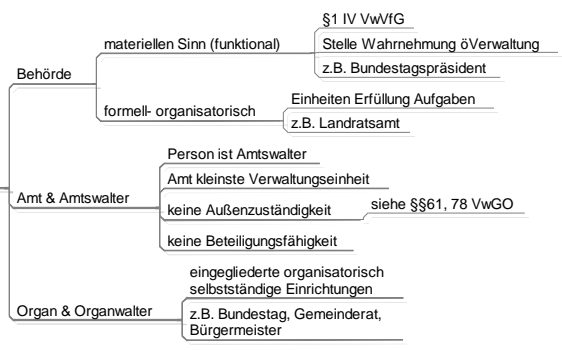 Behörde
materiellen Sinn (funktional)
§1 IV VwVfG
Stelle Wahrnehmung öVerwaltung
z.B. Bundestagspräsident
formell- organisatorisch
Einheiten Erfüllung Aufgaben
z.B. Landratsamt
Amt & Amtswalter
Person ist Amtswalter
Amt kleinste Verwaltungseinheit
keine Außenzuständigkeit
siehe §§61, 78 VwGO
keine Beteiligungsfähigkeit
Organ & Organwalter
eingegliederte organisatorisch
selbstständige Einrichtungen
z.B. Bundestag, Gemeinderat,
Bürgermeister